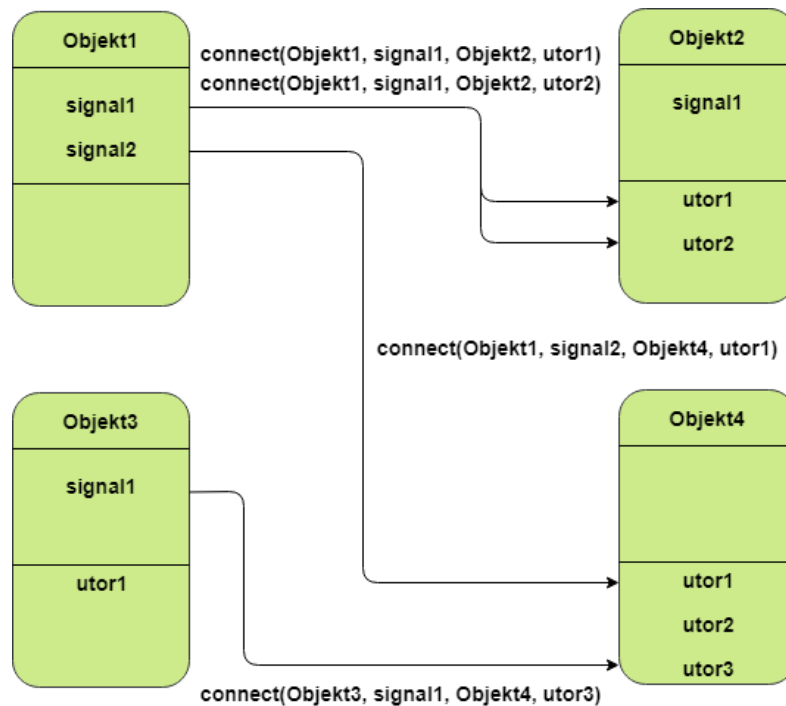 Objekt1
signal1
signal2
connect(Objekt1, signal1, Objekt2, utor1)
connect(Objekt1, signal1, Objekt2, utor2)
Objekt2
signal1
utor1
utor2
connect(Objekt1, signal2, Objekt4, utor1)
Objekt3
signal1
utor1
Objekt4
utor1
utor2
utor3
connect(Objekt3, signal1, Objekt4, utor3)